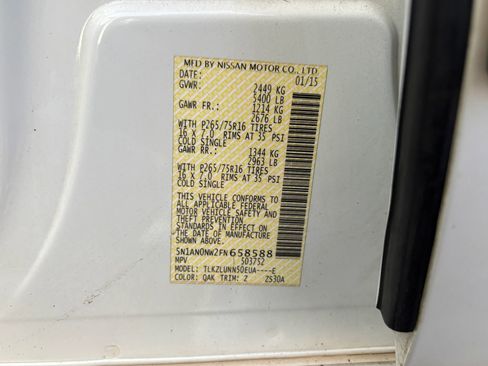 MFD BY NISSAN MOTOR CO., LTD.
DATE: 01/15
GVWR: 2449 KG
5400 LB
GAWR FR.: 1214 KG
2676 LB
WITH P265/75R16 TIRES
16 X 7.0 RIMS AT 35 PSI
COLD SINGLE
GAWR RR.: 1344 KG
2963 LB
WITH P265/75R16 TIRES
16 X 7.0 RIMS AT 35 PSI
COLD SINGLE
THIS VEHICLE CONFORMS TO
ALL APPLICABLE FEDERAL
MOTOR VEHICLE SAFETY AND
THEFT PREVENTION
STANDARDS IN EFFECT ON
THE DATE OF MANUFACTURE
SHOWN ABOVE.
5N1AN0NW2FN658588
MPV 503752
MODEL: TLKZLUNN50EUA----E
COLOR: QAK TRIM: Z ZS30A